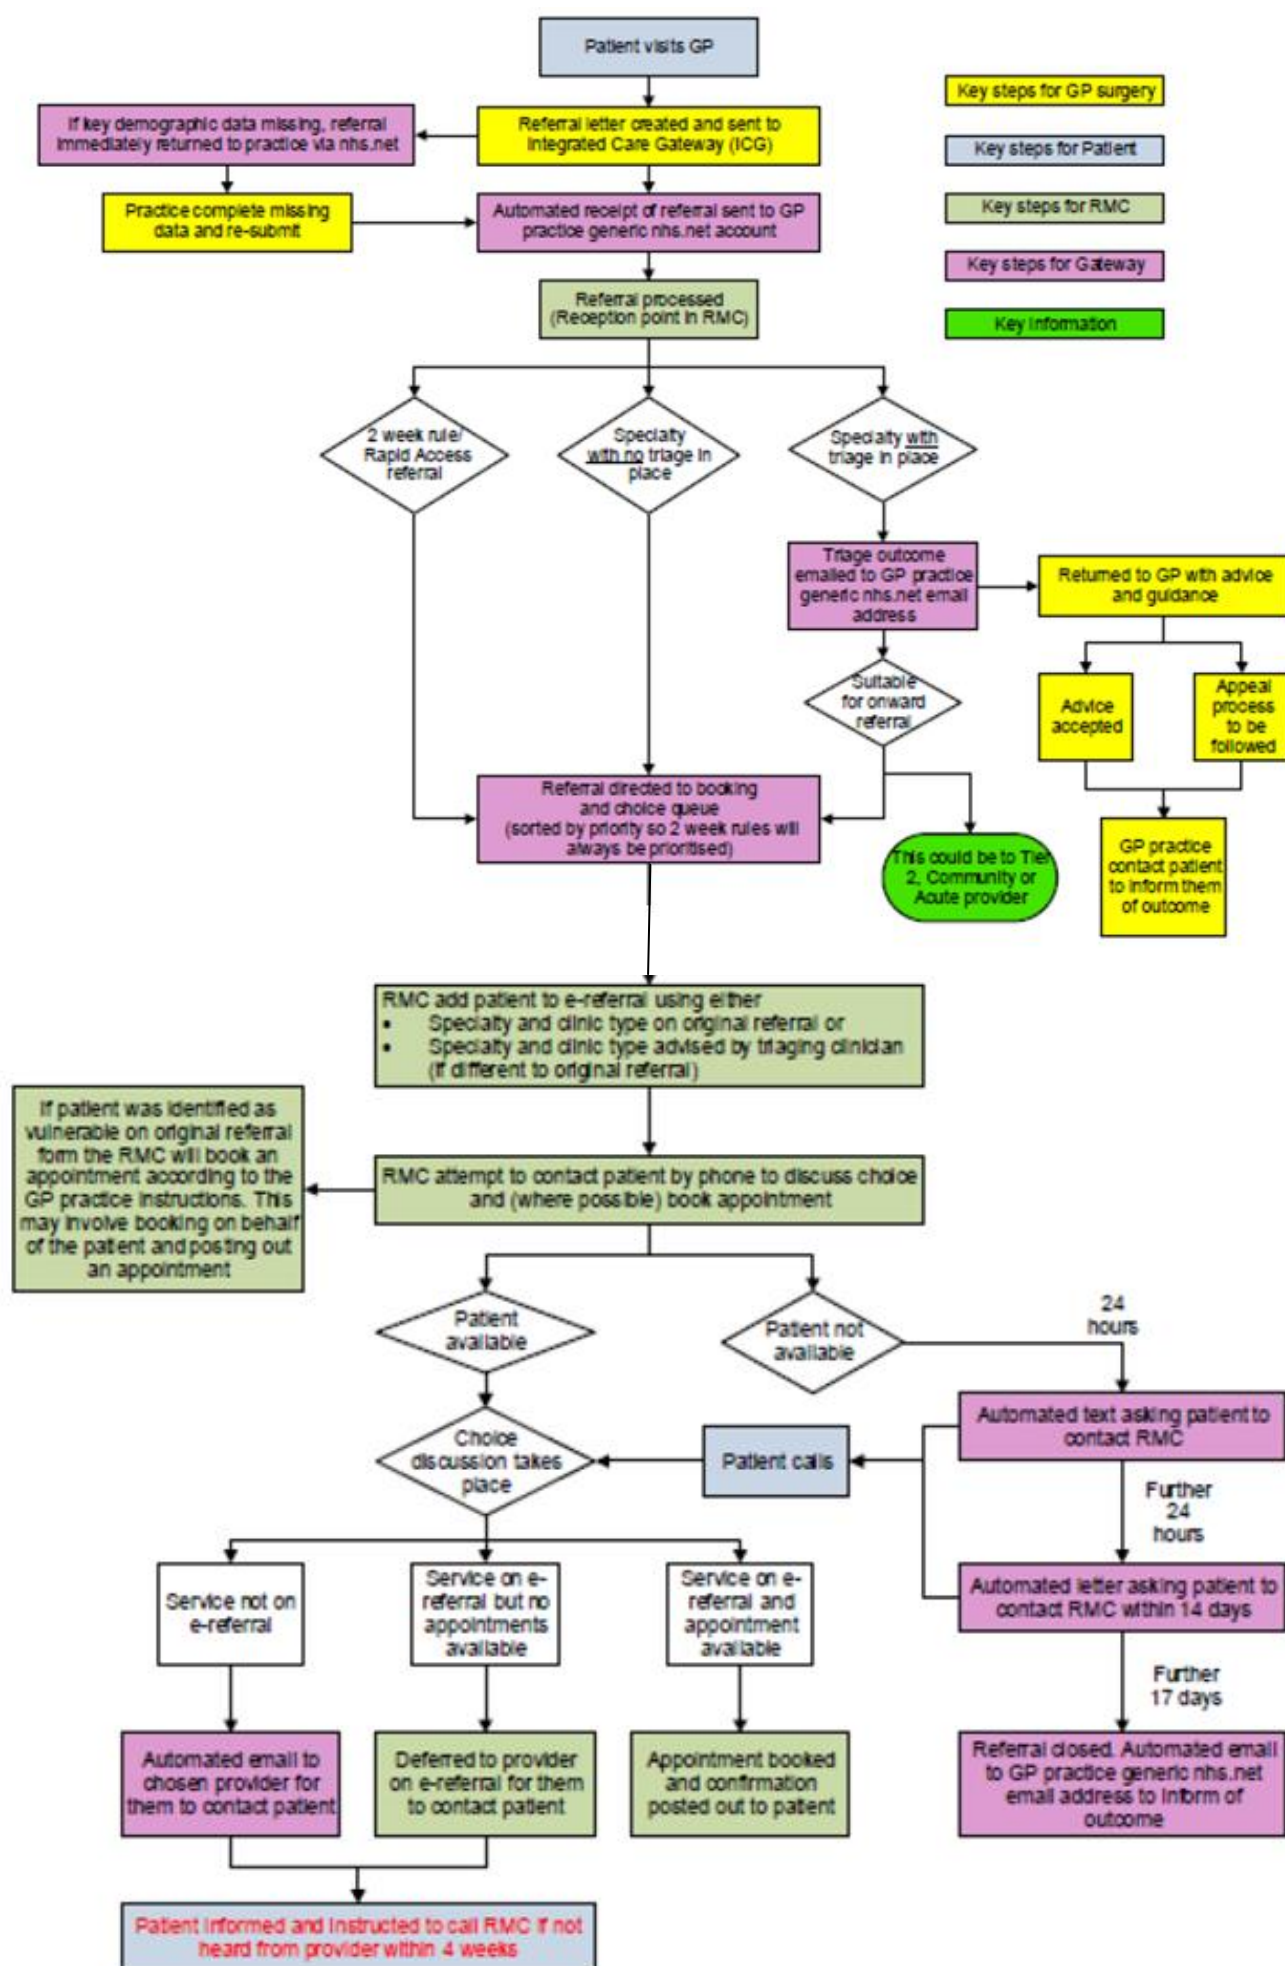 Patient visits GP
Key steps for GP surgery
If key demographic data missing, referral
immediately returned to practice via nhs.net
Referral letter created and sent to
Integrated Care Gateway (ICG)
Key steps for Patient
Practice complete missing
data and re-submit
Automated receipt of referral sent to GP
practice generic nhs.net account
Key steps for RMC
Key steps for Gateway
Referral processed
(Reception point in RMC)
Key Information
2 week rule/
Rapid Access
referral
Specialty
with no triage in
place
Specialty with
triage in place
Triage outcome
emailed to GP practice
generic nhs.net email
address
Returned to GP with advice
and guidance
Suitable
for onward
referral
Advice
accepted
Appeal
process
to be
followed
Referral directed to booking
and choice queue
(sorted by priority so 2 week rules will
always be prioritised)
This could be to Tier
2, Community or
Acute provider
GP practice
contact patient
to inform them
of outcome
RMC add patient to e-referral using either
• Specialty and clinic type on original referral or
• Specialty and clinic type advised by triaging clinician
(if different to original referral)
If patient was identified as
vulnerable on original referral
form the RMC will book an
appointment according to the
GP practice instructions. This
may involve booking on behalf
of the patient and posting out
an appointment
RMC attempt to contact patient by phone to discuss choice
and (where possible) book appointment
Patient
available
Patient not
available
24
hours
Automated text asking patient to
contact RMC
Choice
discussion takes
place
Patient calls
Further
24
hours
Service not on
e-referral
Service on e-
referral but no
appointments
available
Service on e-
referral and
appointment
available
Automated letter asking patient to
contact RMC within 14 days
Further
17 days
Automated email to
chosen provider for
them to contact patient
Deferred to provider
on e-referral for them
to contact patient
Appointment booked
and confirmation
posted out to patient
Referral closed. Automated email
to GP practice generic nhs.net
email address to inform of
outcome
Patient informed and instructed to call RMC if not
heard from provider within 4 weeks